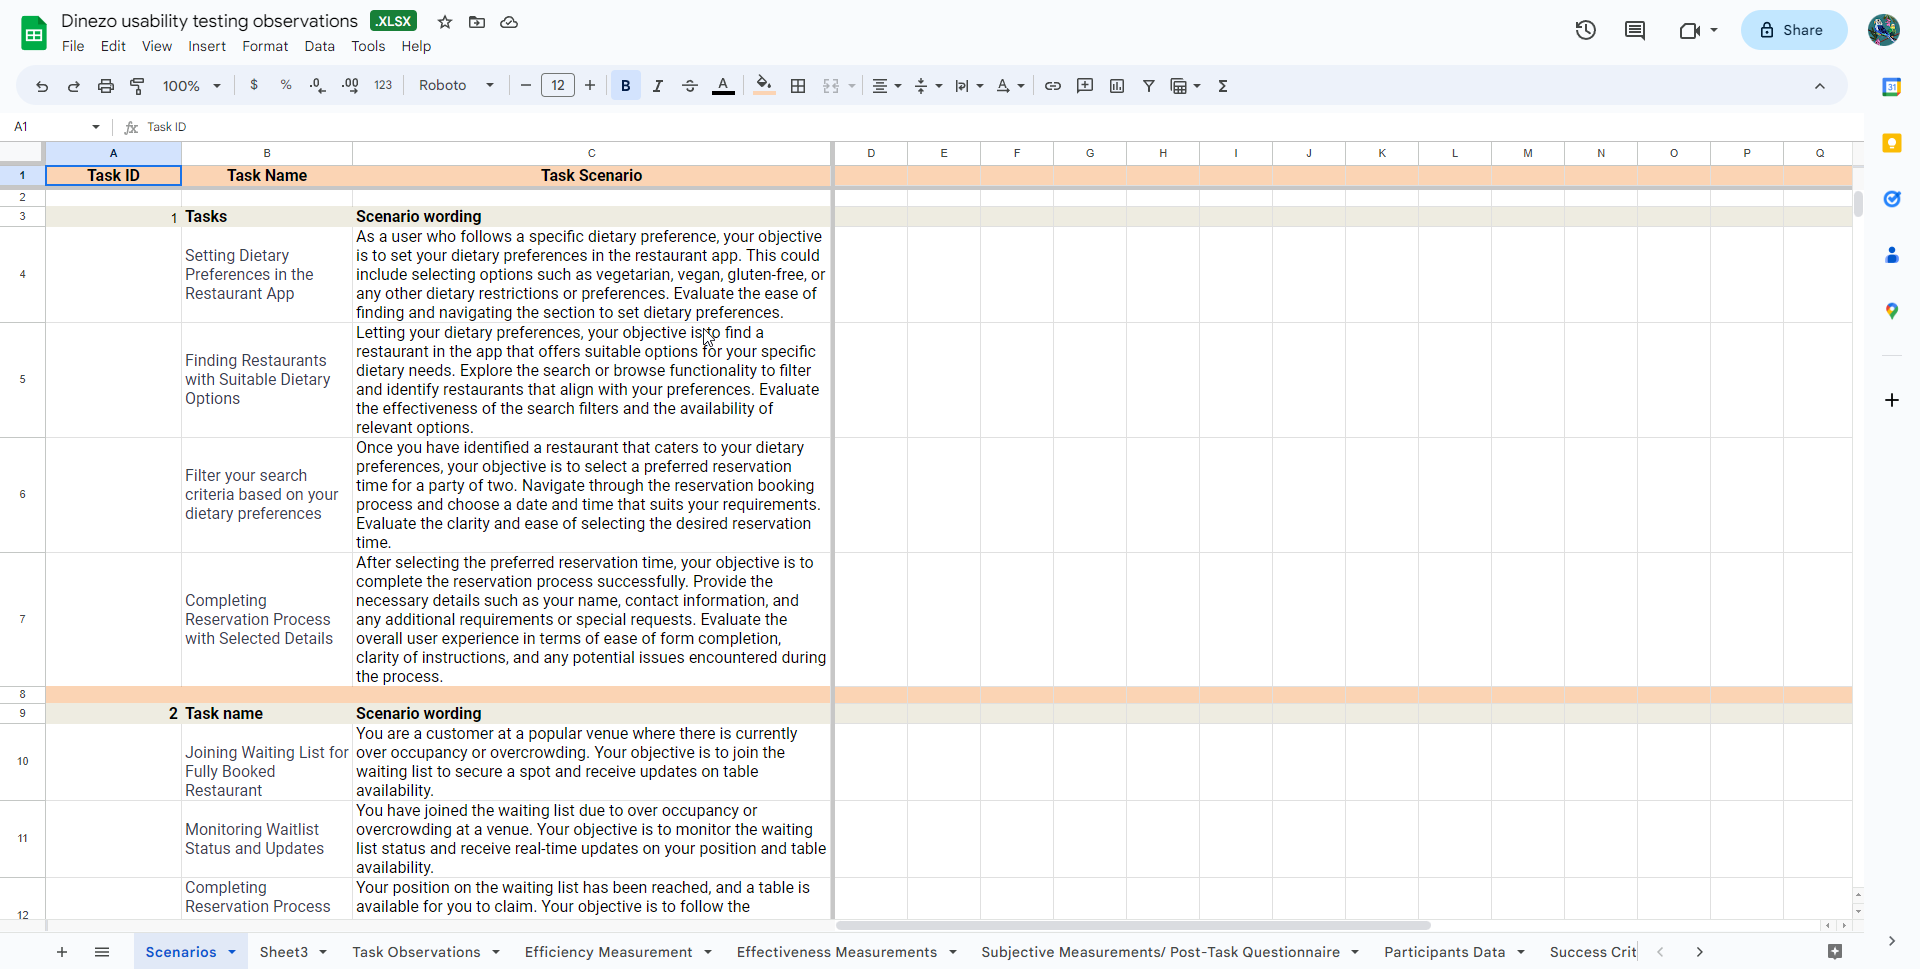 Dinezo usability testing observations .XLSX
File Edit View Insert Format Data Tools Help
Share
100% $ % .0 .00 123 Roboto 12 B I A
A1 fx Task ID
A B C D E F G H I J K L M N O P Q
1 Task ID Task Name Task Scenario
2
3 1 Tasks Scenario wording
4
Setting Dietary
Preferences in the
Restaurant App
As a user who follows a specific dietary preference, your objective
is to set your dietary preferences in the restaurant app. This could
include selecting options such as vegetarian, vegan, gluten-free, or
any other dietary restrictions or preferences. Evaluate the ease of
finding and navigating the section to set dietary preferences.
5
Finding Restaurants
with Suitable Dietary
Options
Letting your dietary preferences, your objective is to find a
restaurant in the app that offers suitable options for your specific
dietary needs. Explore the search or browse functionality to filter
and identify restaurants that align with your preferences. Evaluate
the effectiveness of the search filters and the availability of
relevant options.
6
Filter your search
criteria based on your
dietary preferences
Once you have identified a restaurant that caters to your dietary
preferences, your objective is to select a preferred reservation
time for a party of two. Navigate through the reservation booking
process and choose a date and time that suits your requirements.
Evaluate the clarity and ease of selecting the desired reservation
time.
7
Completing
Reservation Process
with Selected Details
After selecting the preferred reservation time, your objective is to
complete the reservation process successfully. Provide the
necessary details such as your name, contact information, and
any additional requirements or special requests. Evaluate the
overall user experience in terms of ease of form completion,
clarity of instructions, and any potential issues encountered during
the process.
8
9 2 Task name Scenario wording
10
Joining Waiting List for
Fully Booked
Restaurant
You are a customer at a popular venue where there is currently
over occupancy or overcrowding. Your objective is to join the
waiting list to secure a spot and receive updates on table
availability.
11
Monitoring Waitlist
Status and Updates
You have joined the waiting list due to over occupancy or
overcrowding at a venue. Your objective is to monitor the waiting
list status and receive real-time updates on your position and table
availability.
12
Completing
Reservation Process
Your position on the waiting list has been reached, and a table is
available for you to claim. Your objective is to follow the
Scenarios Sheet3 Task Observations Efficiency Measurement Effectiveness Measurements Subjective Measurements/ Post-Task Questionnaire Participants Data Success Crit
31